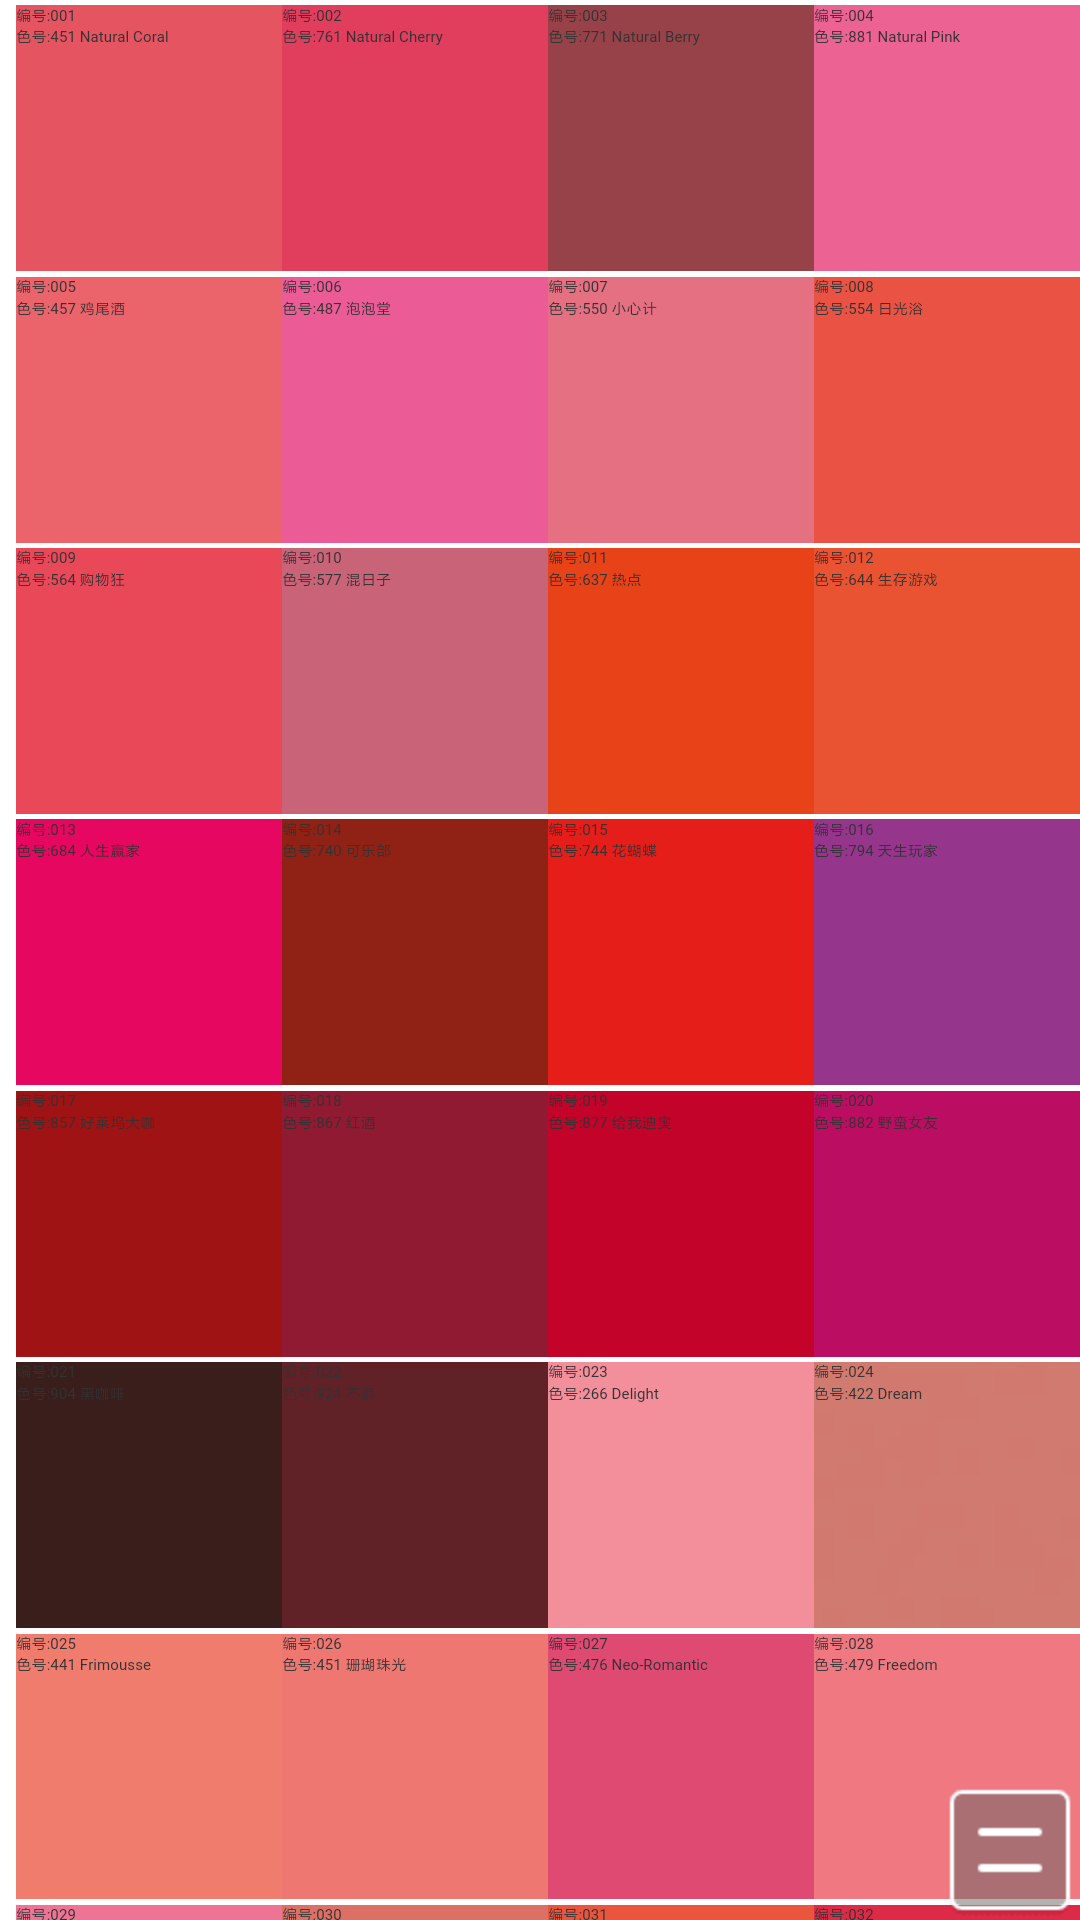 编号:001
色号:451 Natural Coral
编号:002
色号:761 Natural Cherry
编号:003
色号:771 Natural Berry
编号:004
色号:881 Natural Pink
编号:005
色号:457 鸡尾酒
编号:006
色号:487 泡泡堂
编号:007
色号:550 小心计
编号:008
色号:554 日光浴
编号:009
色号:564 购物狂
编号:010
色号:577 混日子
编号:011
色号:637 热点
编号:012
色号:644 生存游戏
编号:013
色号:684 人生赢家
编号:014
色号:740 可乐部
编号:015
色号:744 花蝴蝶
编号:016
色号:794 天生玩家
编号:017
色号:857 好莱坞大导
编号:018
色号:867 红酒
编号:019
色号:877 给我迪奥
编号:020
色号:882 野蛮女友
编号:021
色号:904 黑咖啡
编号:023
色号:266 Delight
编号:024
色号:422 Dream
编号:025
色号:441 Frimousse
编号:026
色号:451 珊瑚珠光
编号:027
色号:476 Neo-Romantic
编号:028
色号:479 Freedom
编号:029
编号:030
编号:031
编号:032